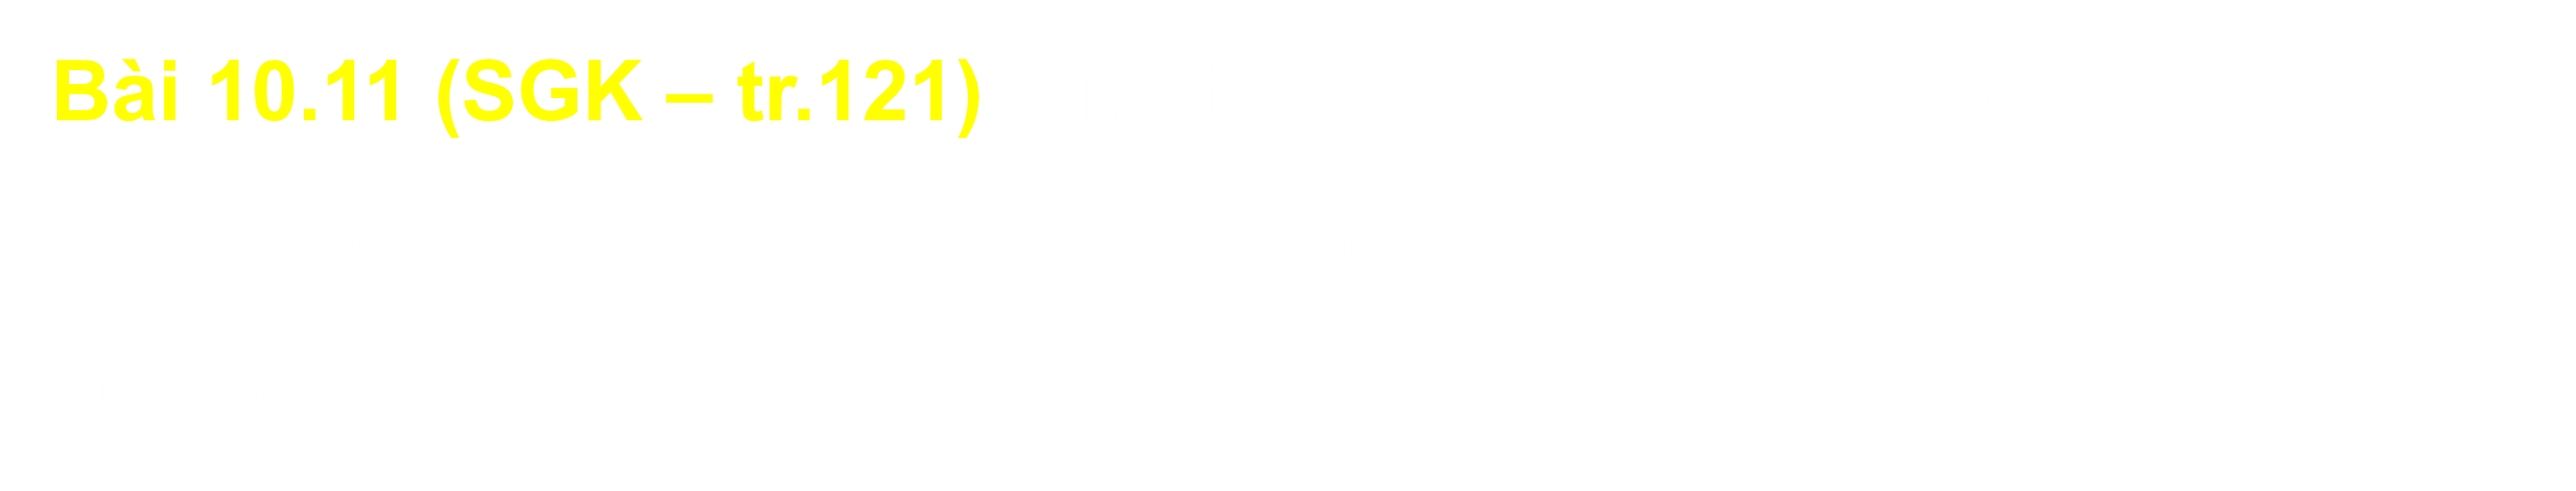 Bài 10.11 (SGK – tr.121)